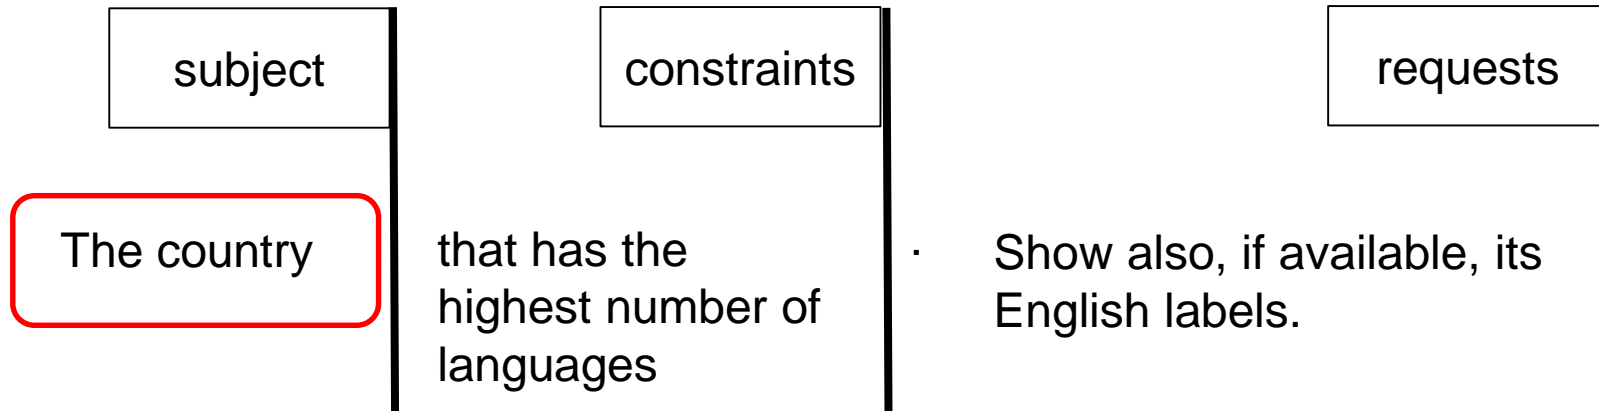 subject
constraints
requests
The country
that has the
highest number of
languages
· Show also, if available, its
English labels.